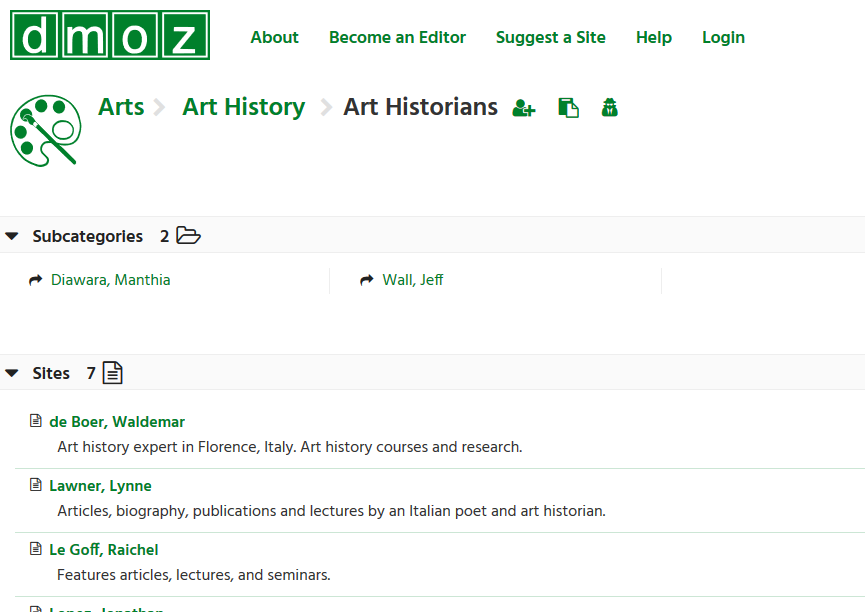 dmoz
About Become an Editor Suggest a Site Help Login
Arts Art History Art Historians
Subcategories 2
Diawara, Manthia Wall, Jeff
Sites 7
de Boer, Waldemar
Art history expert in Florence, Italy. Art history courses and research.
Lawner, Lynne
Articles, biography, publications and lectures by an Italian poet and art historian.
Le Goff, Raichel
Features articles, lectures, and seminars.